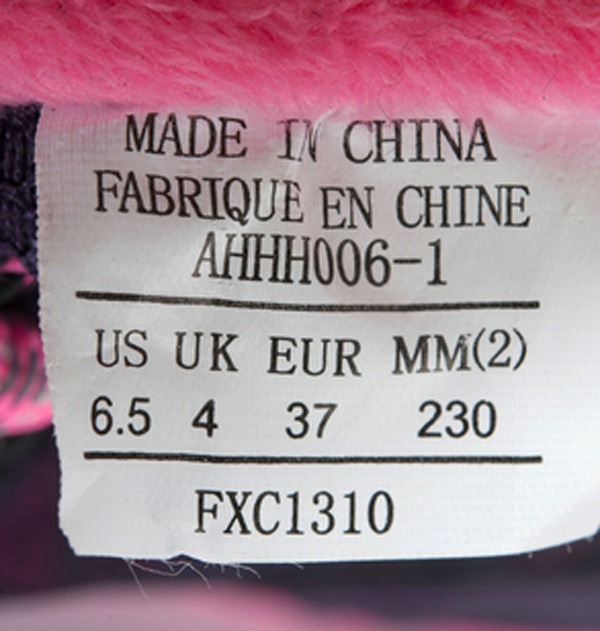 MADE IN CHINA
FABRIQUE EN CHINE
AHHH006-1
US UK EUR MM(2)
6.5 4 37 230
FXC1310